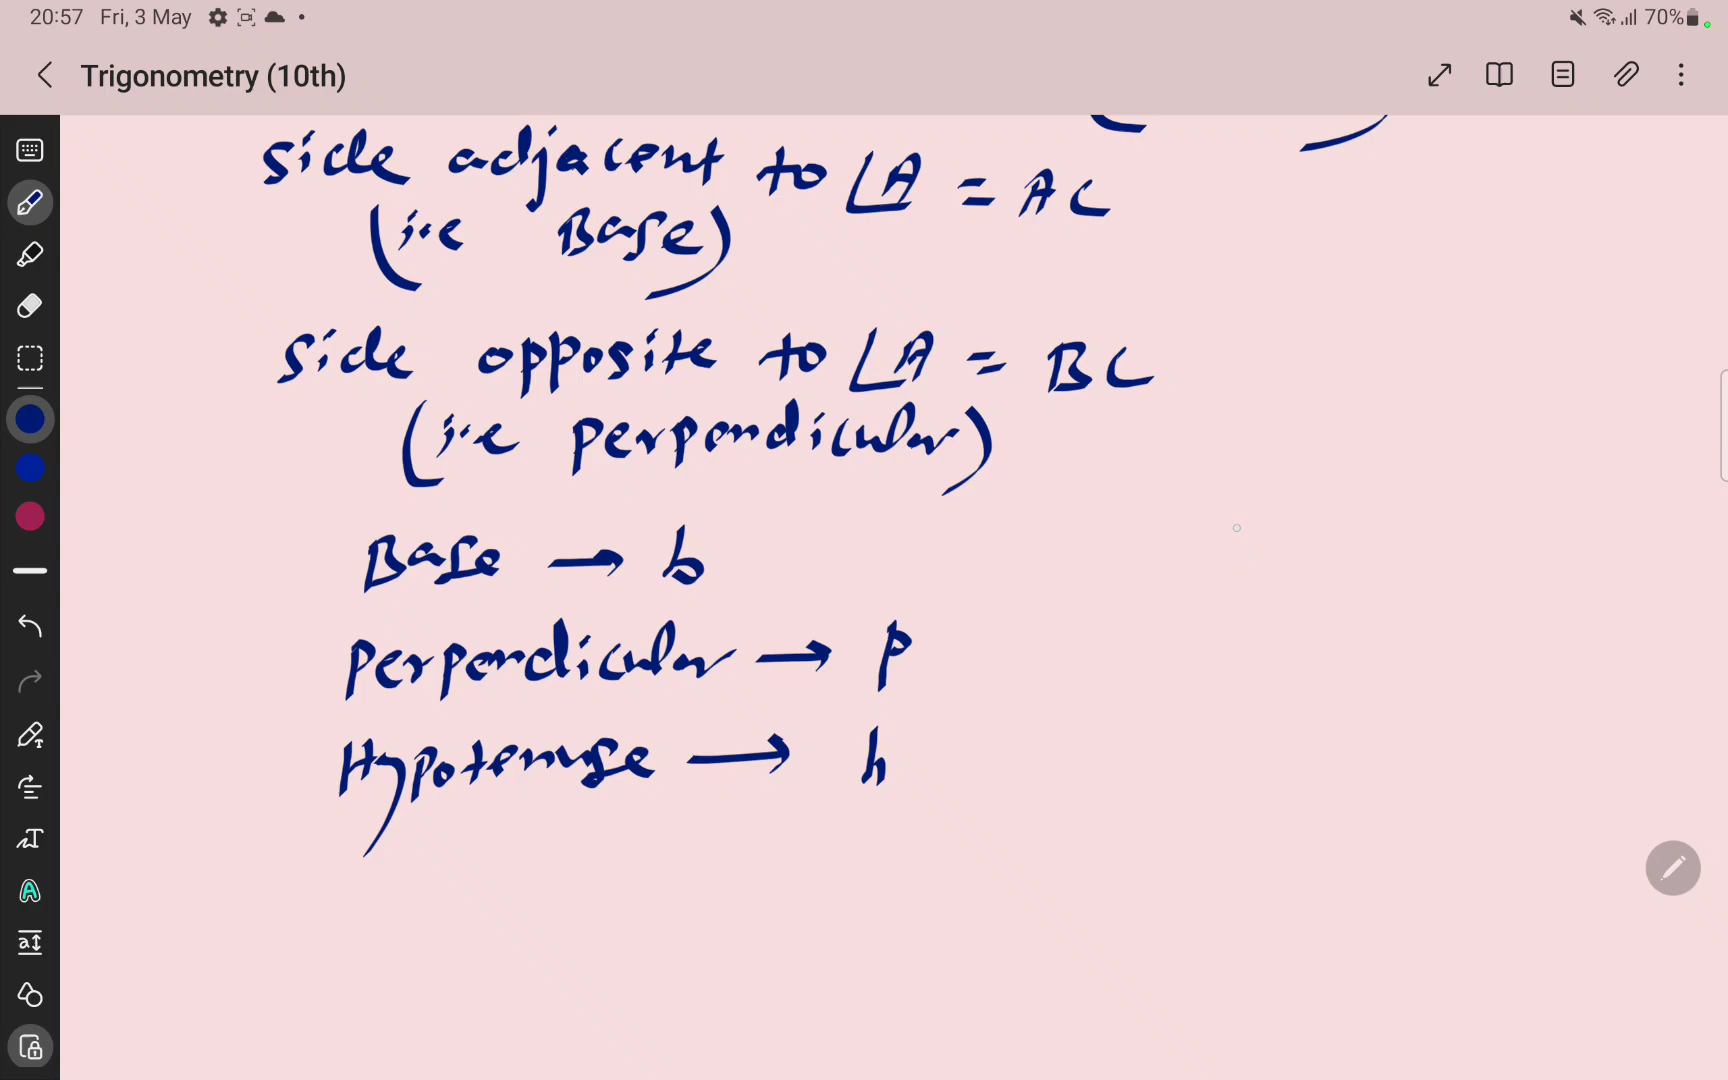 20:57 Fri, 3 May 70%
Trigonometry (10th)
side adjacent to ∠A = AC
(i.e Base)
side opposite to ∠A = BC
(i.e perpendicular)
Base → b
Perpendicular → p
Hypotenuse → h